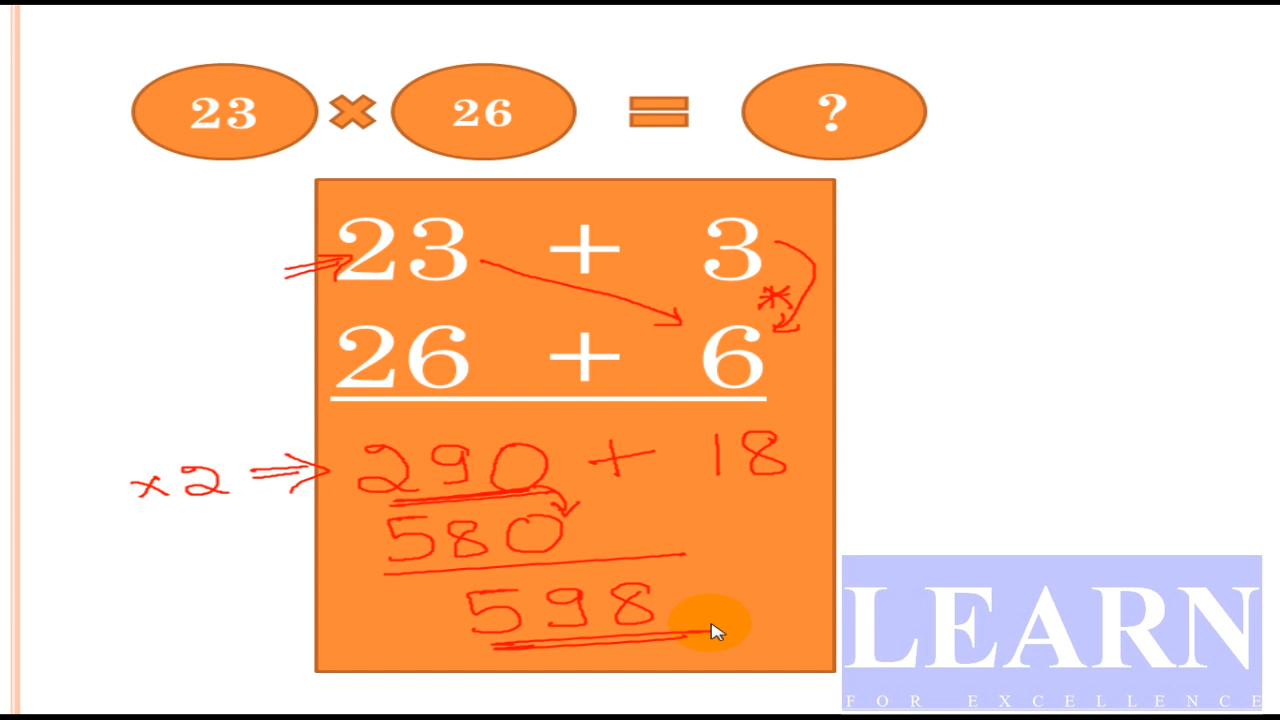 23 × 26 = ?
23 + 3
* 
26 + 6
×2 ⇒ 290 + 18
580
598
LEARN
FOR EXCELLENCE